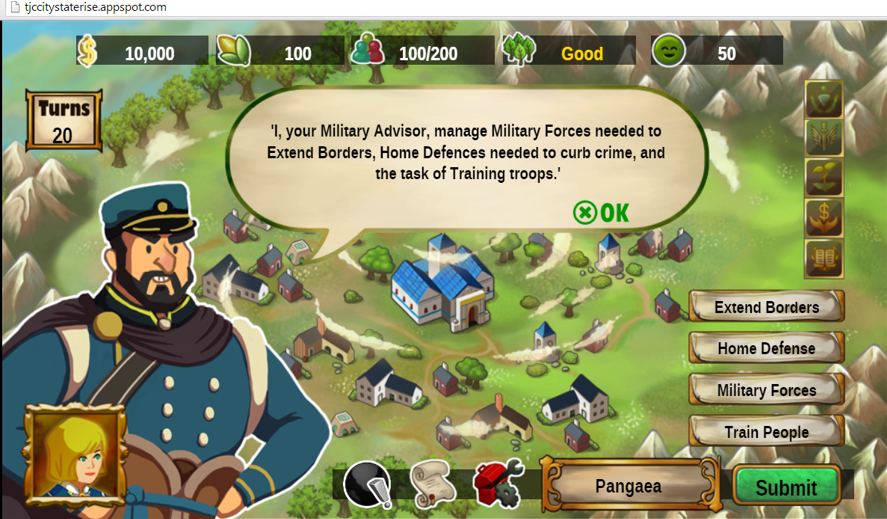 tjccitystaterise.appspot.com
10,000
100
100/200
Good
50
Turns
20
'I, your Military Advisor, manage Military Forces needed to
Extend Borders, Home Defences needed to curb crime, and
the task of Training troops.'
OK
Extend Borders
Home Defense
Military Forces
Train People
Pangaea
Submit